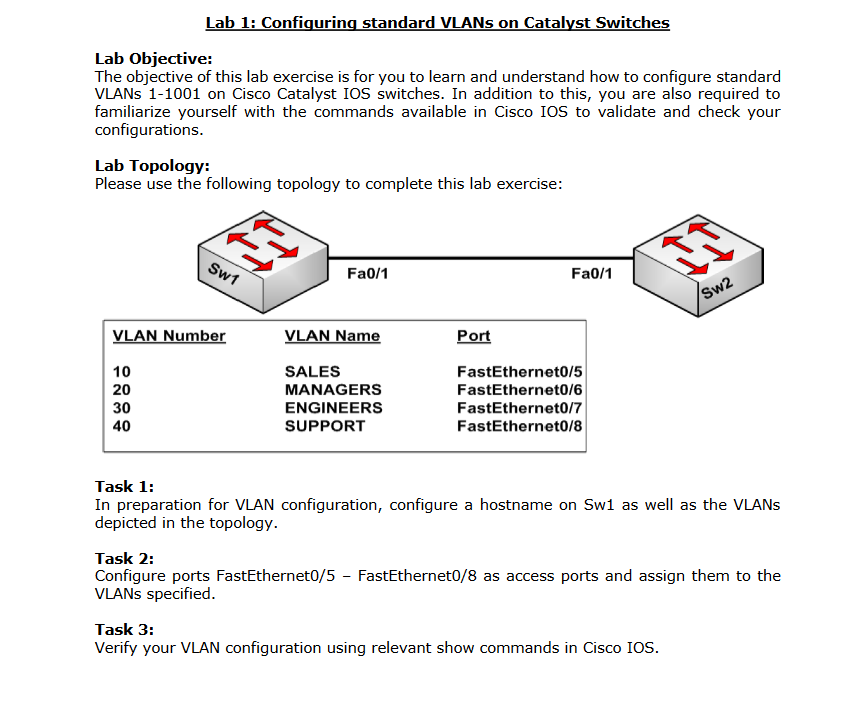 Lab 1: Configuring standard VLANs on Catalyst Switches
Lab Objective:
The objective of this lab exercise is for you to learn and understand how to configure standard
VLANs 1-1001 on Cisco Catalyst IOS switches. In addition to this, you are also required to
familiarize yourself with the commands available in Cisco IOS to validate and check your
configurations.
Lab Topology:
Please use the following topology to complete this lab exercise:
Sw1
Fa0/1
Fa0/1
Sw2
VLAN Number VLAN Name Port
10 SALES FastEthernet0/5
20 MANAGERS FastEthernet0/6
30 ENGINEERS FastEthernet0/7
40 SUPPORT FastEthernet0/8
Task 1:
In preparation for VLAN configuration, configure a hostname on Sw1 as well as the VLANs
depicted in the topology.
Task 2:
Configure ports FastEthernet0/5 – FastEthernet0/8 as access ports and assign them to the
VLANs specified.
Task 3:
Verify your VLAN configuration using relevant show commands in Cisco IOS.